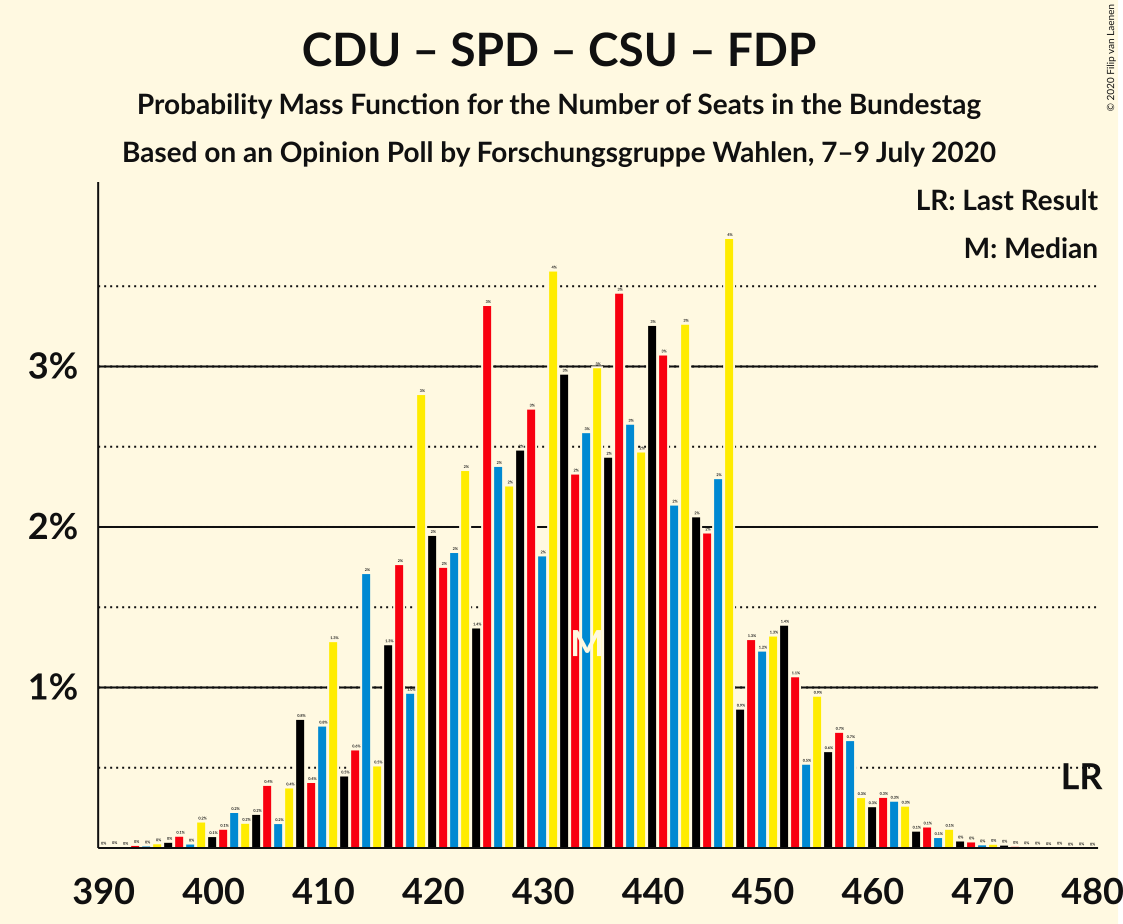 CDU – SPD – CSU – FDP
Probability Mass Function for the Number of Seats in the Bundestag
Based on an Opinion Poll by Forschungsgruppe Wahlen, 7–9 July 2020
© 2020 Filip van Laenen
LR: Last Result
M: Median
3%
2%
1%
M
LR
390 400 410 420 430 440 450 460 470 480